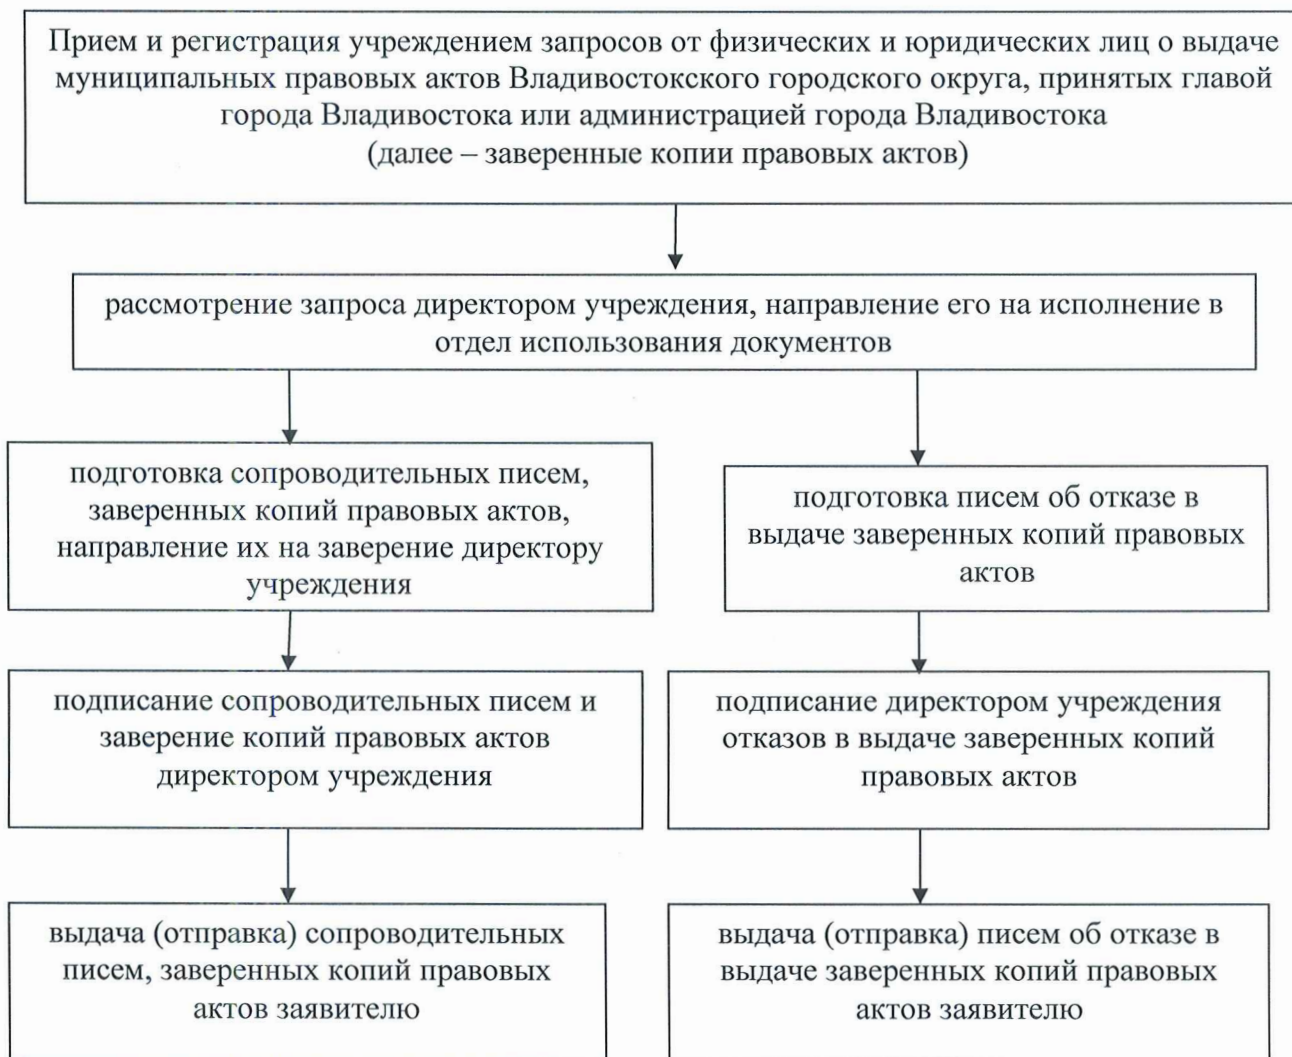 Прием и регистрация учреждением запросов от физических и юридических лиц о выдаче
муниципальных правовых актов Владивостокского городского округа, принятых главой
города Владивостока или администрацией города Владивостока
(далее – заверенные копии правовых актов)
рассмотрение запроса директором учреждения, направление его на исполнение в
отдел использования документов
подготовка сопроводительных писем,
заверенных копий правовых актов,
направление их на заверение директору
учреждения
подготовка писем об отказе в
выдаче заверенных копий правовых
актов
подписание сопроводительных писем и
заверение копий правовых актов
директором учреждения
подписание директором учреждения
отказов в выдаче заверенных копий
правовых актов
выдача (отправка) сопроводительных
писем, заверенных копий правовых
актов заявителю
выдача (отправка) писем об отказе в
выдаче заверенных копий правовых
актов заявителю